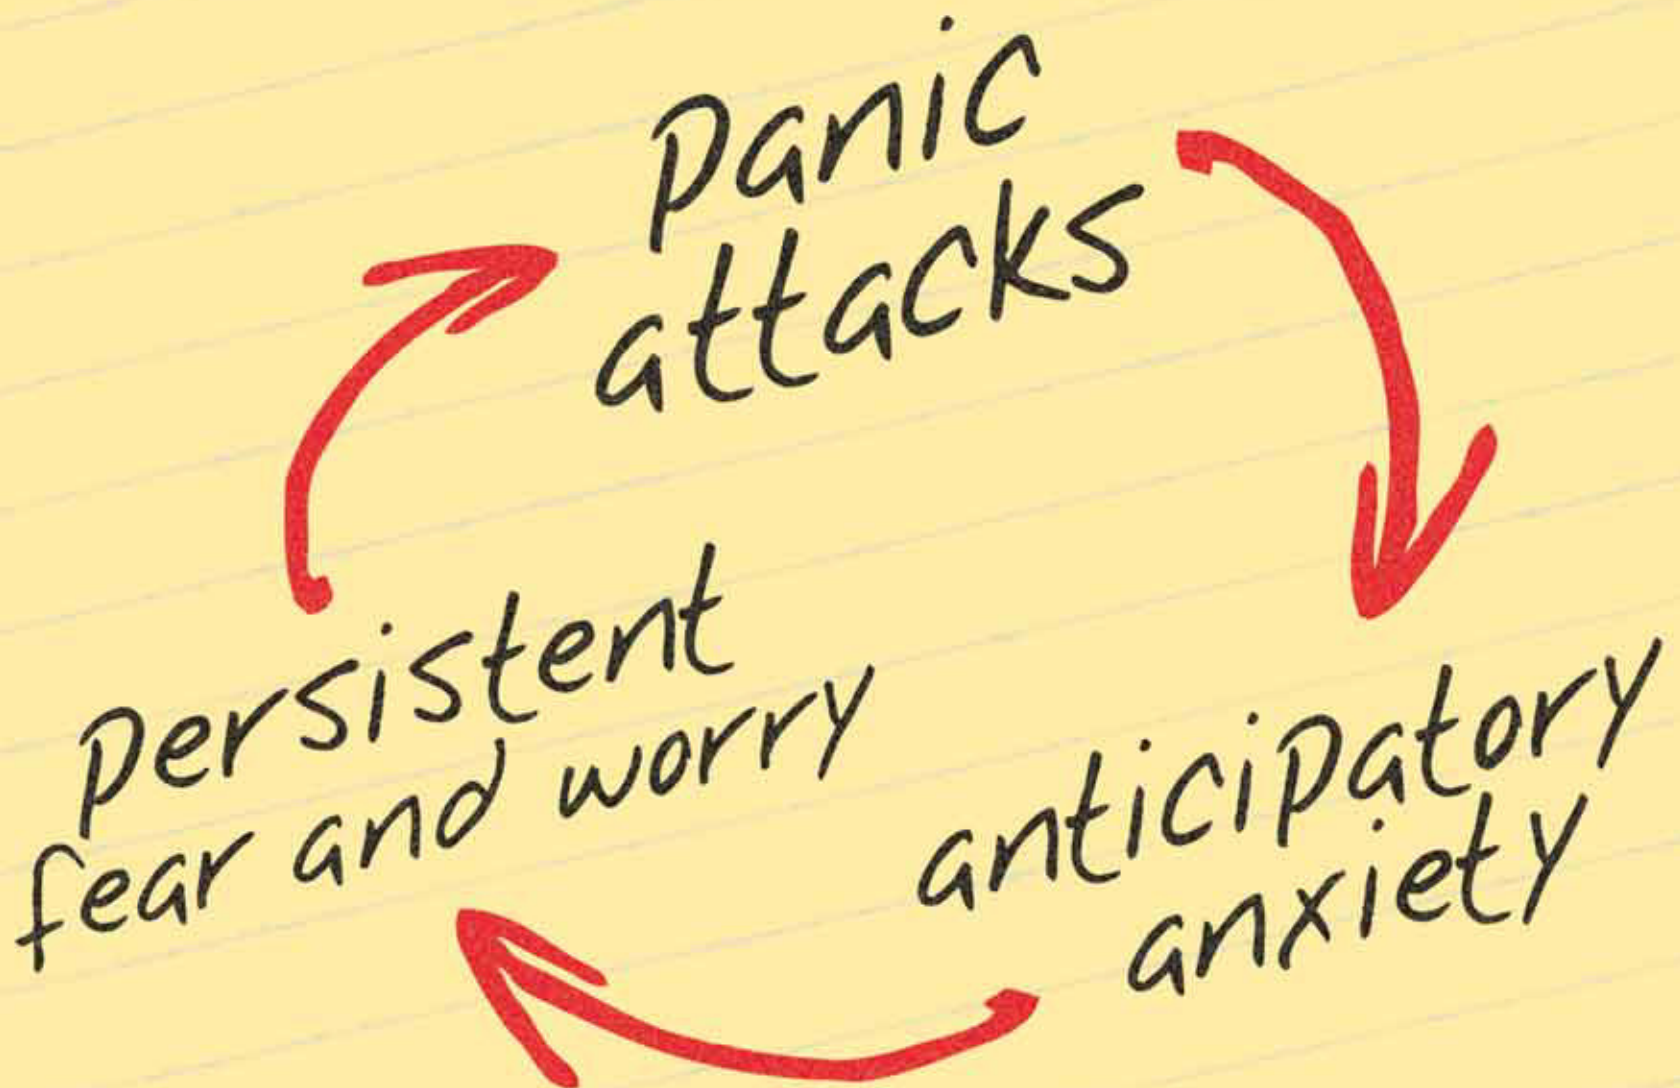 panic
attacks
anticipatory
anxiety
persistent
fear and worry